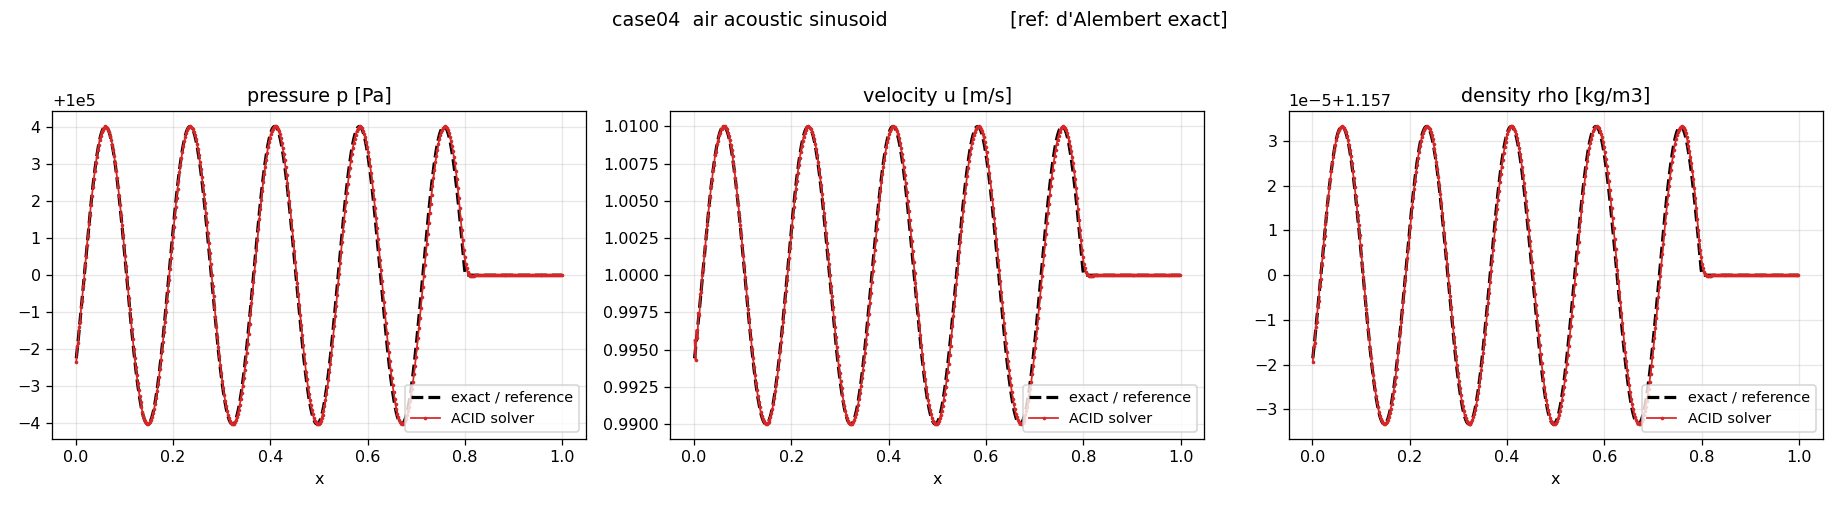 case04  air acoustic sinusoid  [ref: d'Alembert exact]
pressure p [Pa]
+1e5
4
3
2
1
0
−1
−2
−3
−4
0.0 0.2 0.4 0.6 0.8 1.0
x
exact / reference
ACID solver
velocity u [m/s]
1.0100
1.0075
1.0050
1.0025
1.0000
0.9975
0.9950
0.9925
0.9900
0.0 0.2 0.4 0.6 0.8 1.0
x
exact / reference
ACID solver
density rho [kg/m3]
1e−5+1.157
3
2
1
0
−1
−2
−3
0.0 0.2 0.4 0.6 0.8 1.0
x
exact / reference
ACID solver